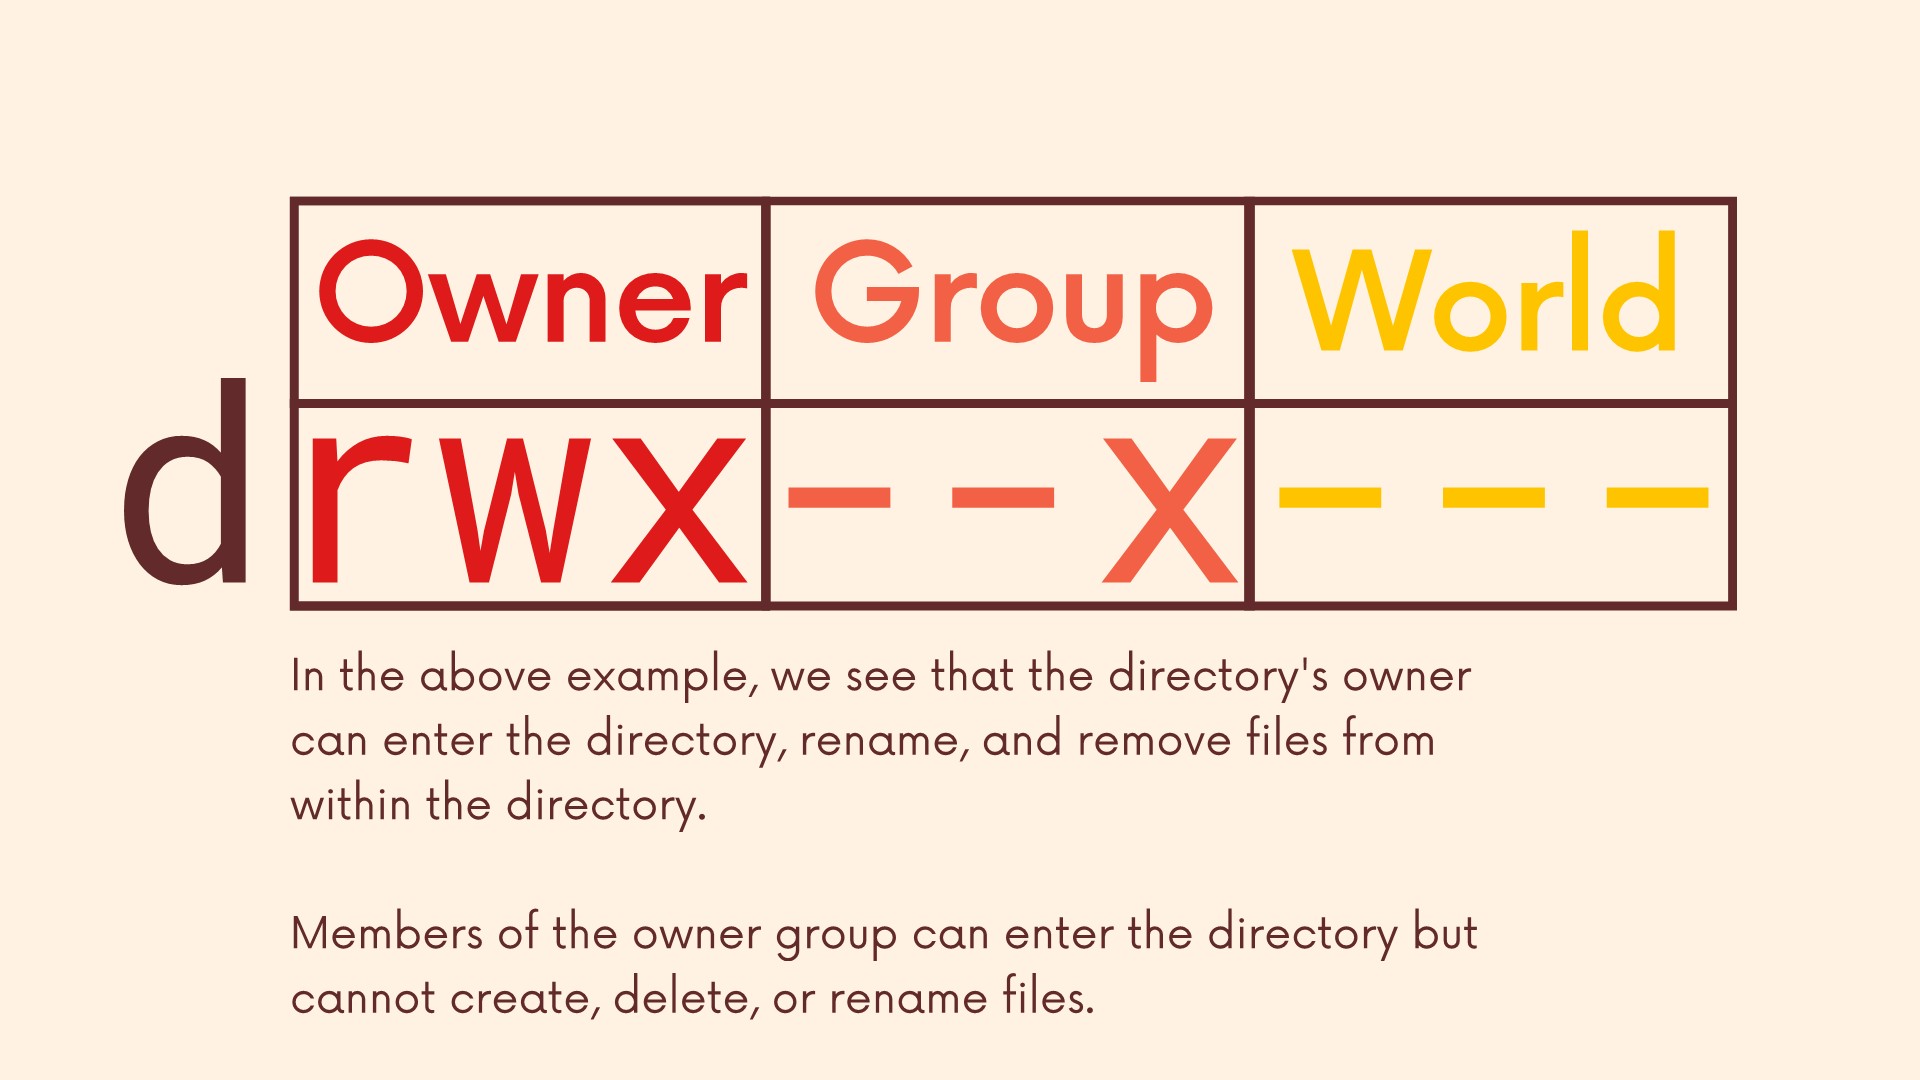 Owner Group World
d rwx --x ---
In the above example, we see that the directory's owner
can enter the directory, rename, and remove files from
within the directory.
Members of the owner group can enter the directory but
cannot create, delete, or rename files.